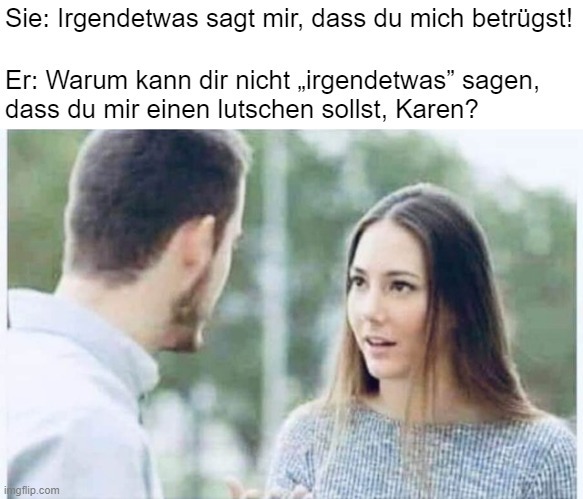 Sie: Irgendetwas sagt mir, dass du mich betrügst!
Er: Warum kann dir nicht „irgendetwas” sagen,
dass du mir einen lutschen sollst, Karen?
imgflip.com